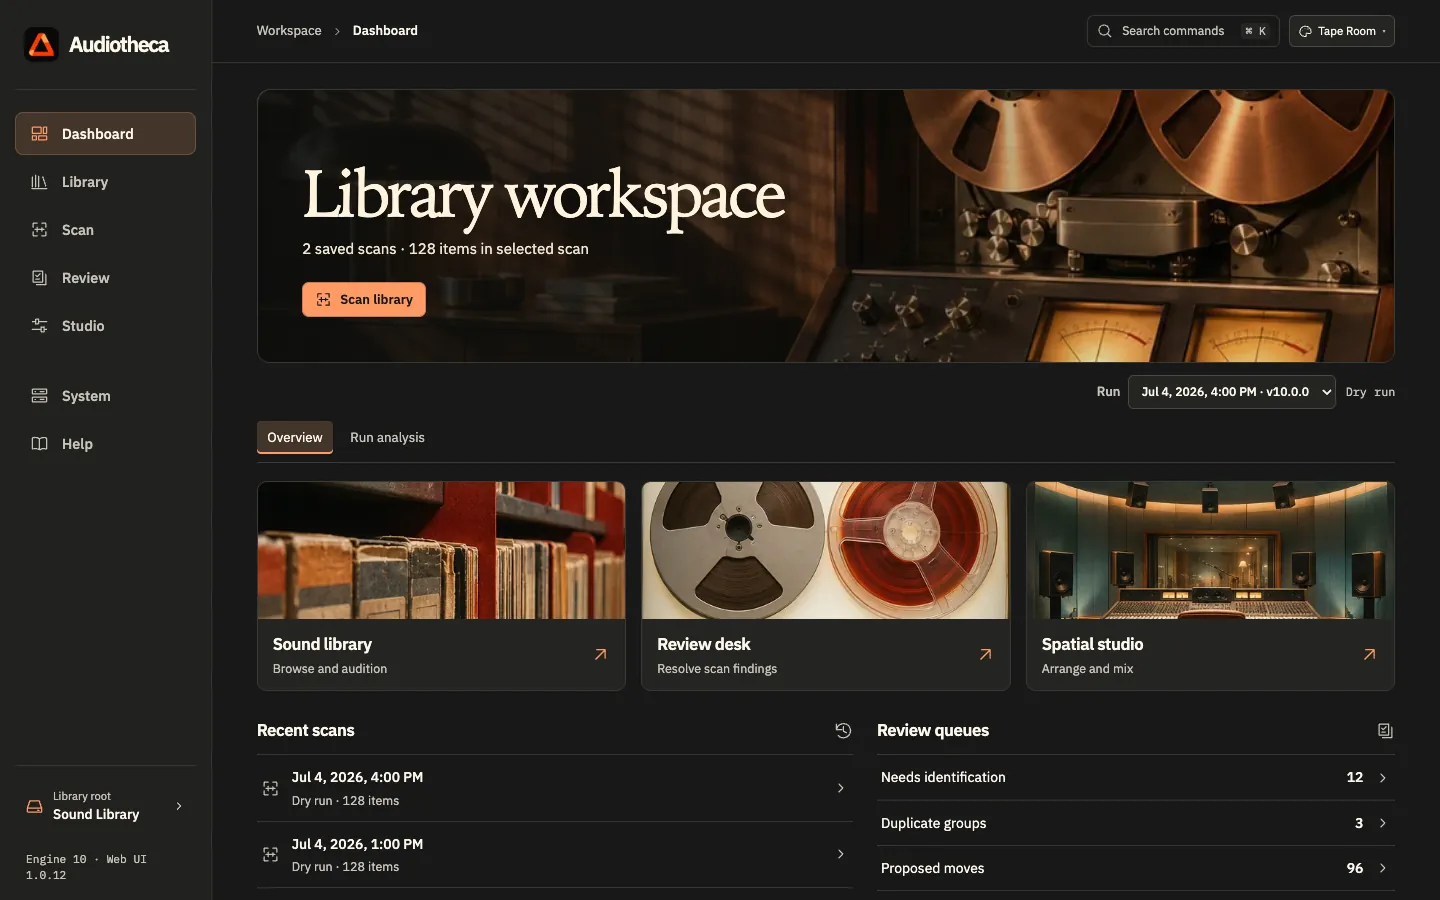 Audiotheca
Dashboard
Library
Scan
Review
Studio
System
Help
Library root
Sound Library
Engine 10 · Web UI
1.0.12
Workspace › Dashboard
Search commands ⌘ K
Tape Room
Library workspace
2 saved scans · 128 items in selected scan
Scan library
Run Jul 4, 2026, 4:00 PM · v10.0.0 Dry run
Overview Run analysis
Sound library
Browse and audition
Review desk
Resolve scan findings
Spatial studio
Arrange and mix
Recent scans
Jul 4, 2026, 4:00 PM
Dry run · 128 items
Jul 4, 2026, 1:00 PM
Dry run · 128 items
Review queues
Needs identification 12
Duplicate groups 3
Proposed moves 96